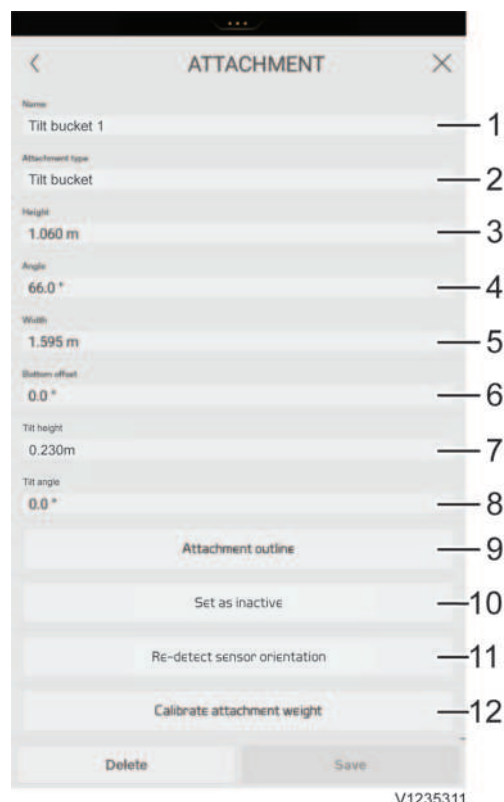 ATTACHMENT
Name
Tilt bucket 1
1
Attachment type
Tilt bucket
2
Height
1.060 m
3
Angle
66.0 °
4
Width
1.595 m
5
Bottom offset
0.0 °
6
Tilt height
0.230m
7
Tilt angle
0.0 °
8
Attachment outline
9
Set as inactive
10
Re-detect sensor orientation
11
Calibrate attachment weight
12
Delete Save
V1235311